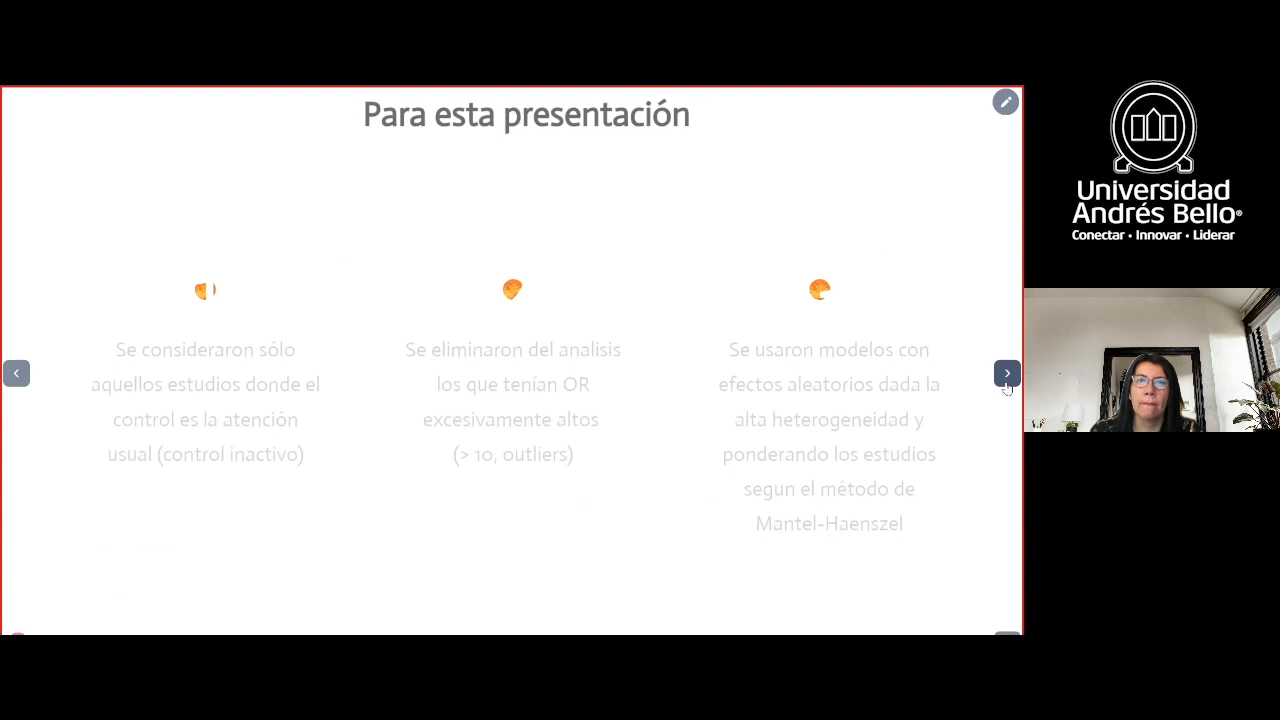 Para esta presentación
Se consideraron sólo
aquellos estudios donde el
control es la atención
usual (control inactivo)
Se eliminaron del analisis
los que tenían OR
excesivamente altos
(> 10, outliers)
Se usaron modelos con
efectos aleatorios dada la
alta heterogeneidad y
ponderando los estudios
segun el método de
Mantel-Haenszel
Universidad
Andrés Bello®
Conectar • Innovar • Liderar